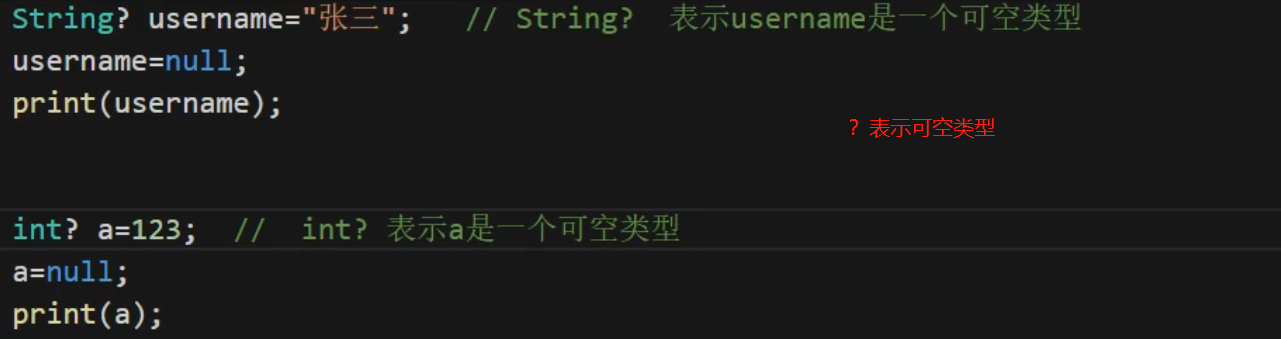 String? username="张三";   // String?  表示username是一个可空类型
username=null;
print(username);
？表示可空类型
int? a=123;  //  int? 表示a是一个可空类型
a=null;
print(a);